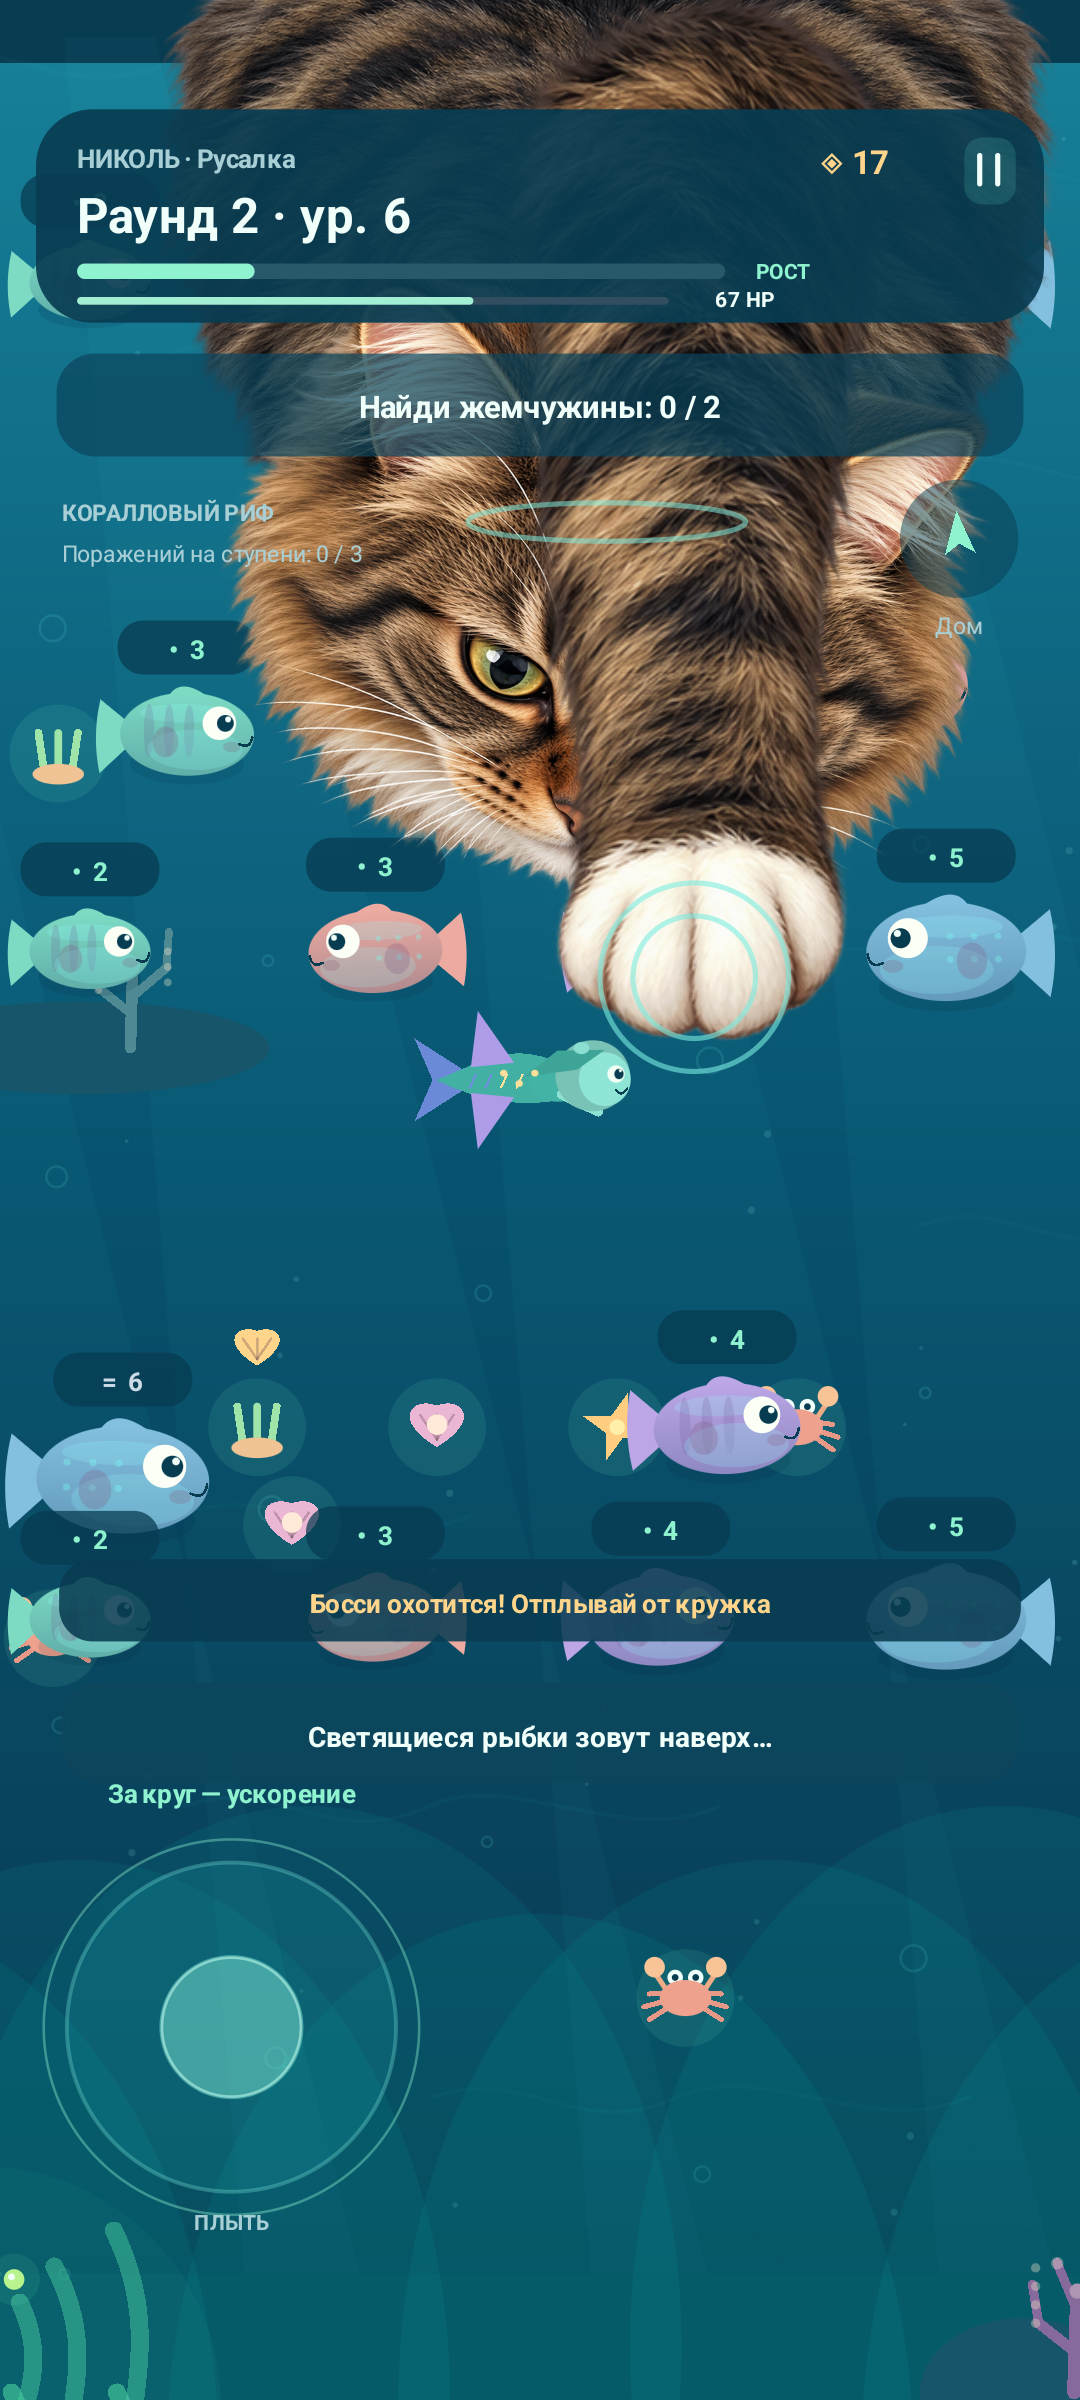 НИКОЛЬ · Русалка
17
Раунд 2 · ур. 6
РОСТ
67 HP
Найди жемчужины: 0 / 2
КОРАЛЛОВЫЙ РИФ
Поражений на ступени: 0 / 3
Дом
• 3
• 2
• 3
• 5
• 4
= 6
• 2
• 3
• 4
• 5
Босси охотится! Отплывай от кружка
Светящиеся рыбки зовут наверх...
За круг — ускорение
ПЛЫТЬ